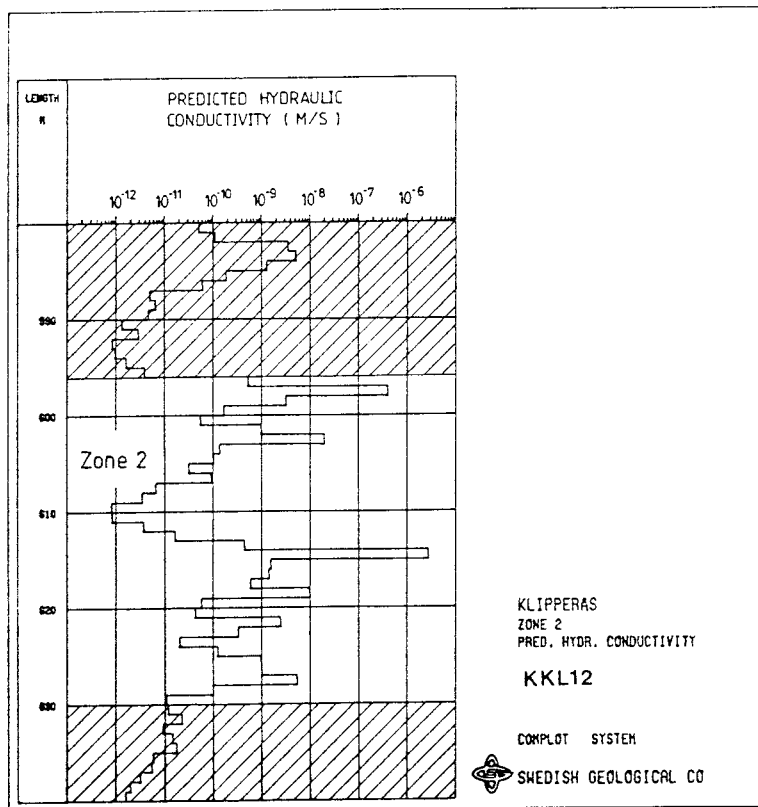 LENGTH
M
PREDICTED HYDRAULIC
CONDUCTIVITY ( M/S )
10-12 10-11 10-10 10-9 10-8 10-7 10-6
590
600
Zone 2
610
620
630
KLIPPERAS
ZONE 2
PRED. HYDR. CONDUCTIVITY
KKL12
COMPLOT SYSTEM
SWEDISH GEOLOGICAL CO